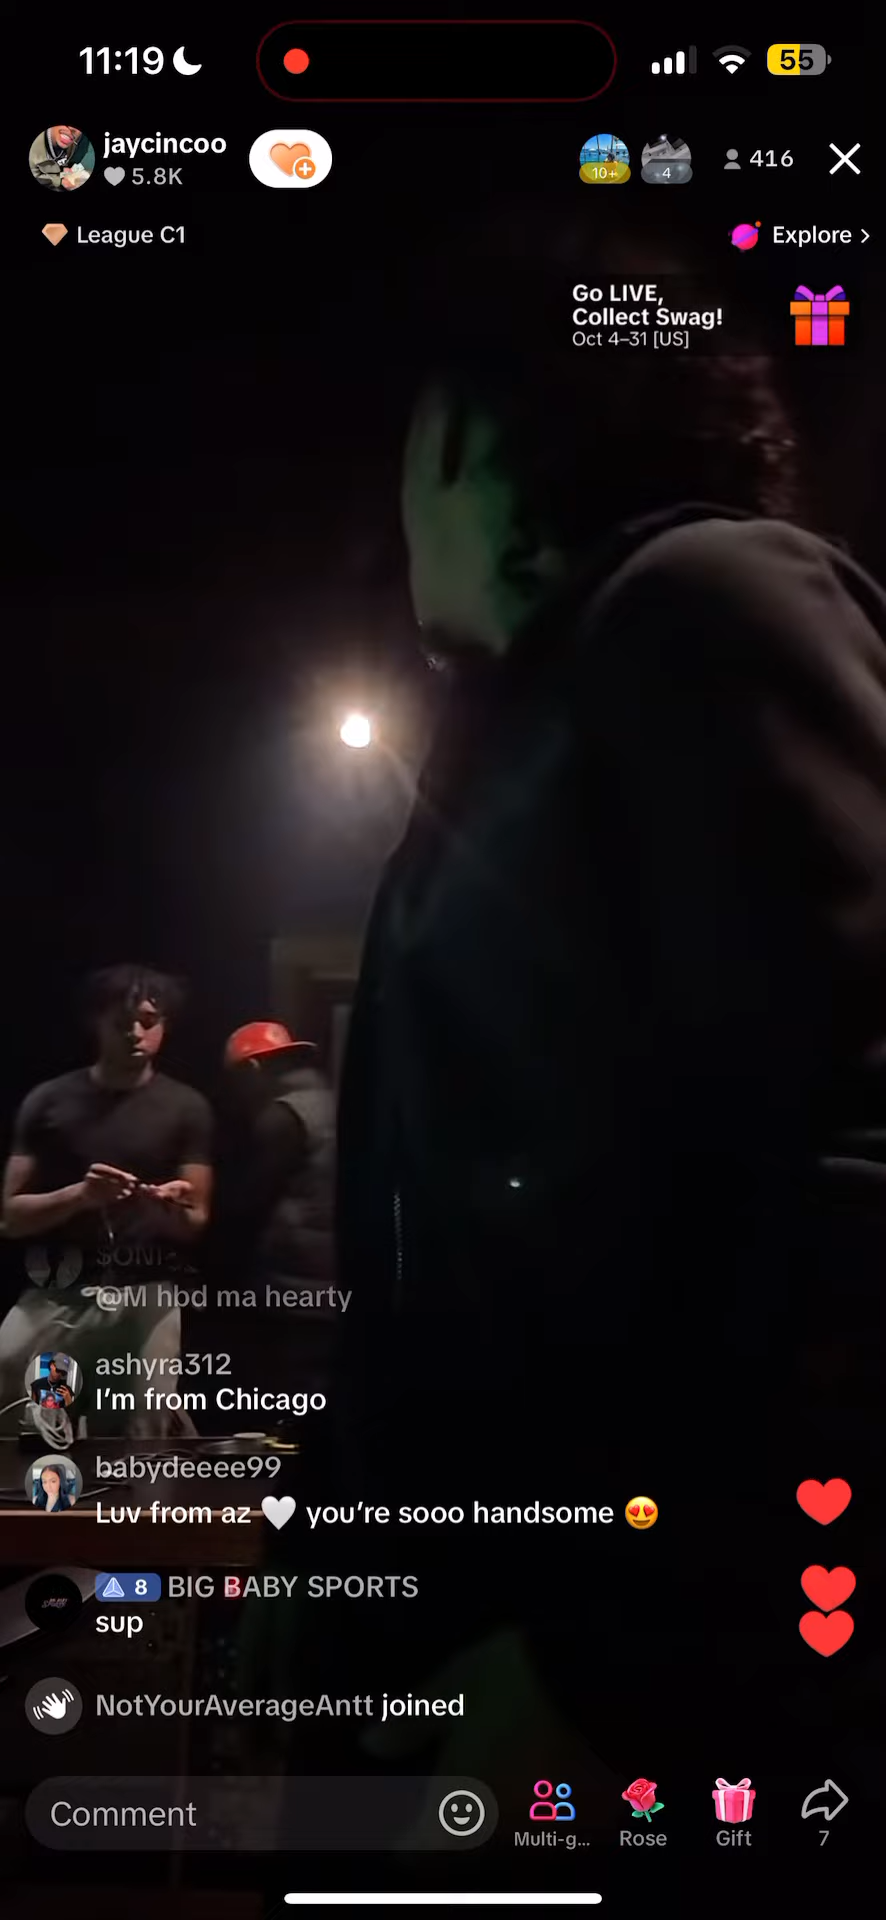 11:19
55
jaycincoo
5.8K
10+
4
416
League C1
Explore >
Go LIVE,
Collect Swag!
Oct 4–31 [US]
@M hbd ma hearty
ashyra312
I'm from Chicago
babydeeee99
Luv from az 🤍 you're sooo handsome 😍
8 BIG BABY SPORTS
sup
NotYourAverageAntt joined
Comment
Multi-g...
Rose
Gift
7